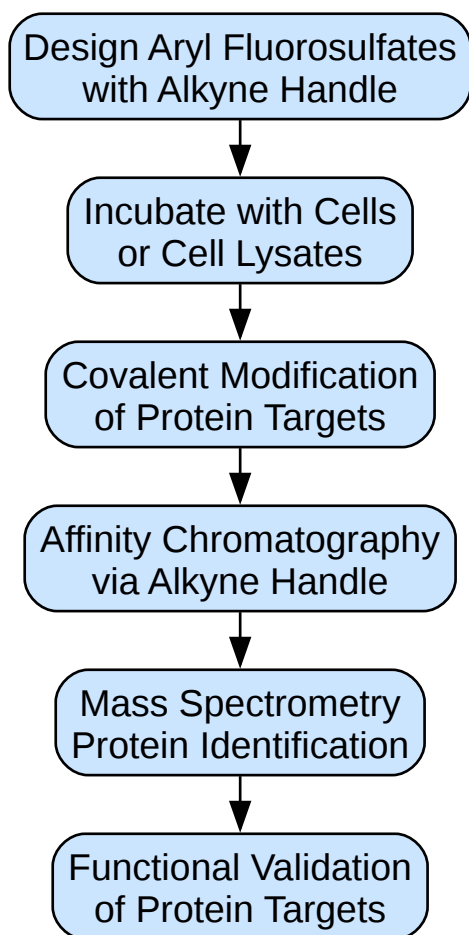 Design Aryl Fluorosulfates
with Alkyne Handle
Incubate with Cells
or Cell Lysates
Covalent Modification
of Protein Targets
Affinity Chromatography
via Alkyne Handle
Mass Spectrometry
Protein Identification
Functional Validation
of Protein Targets